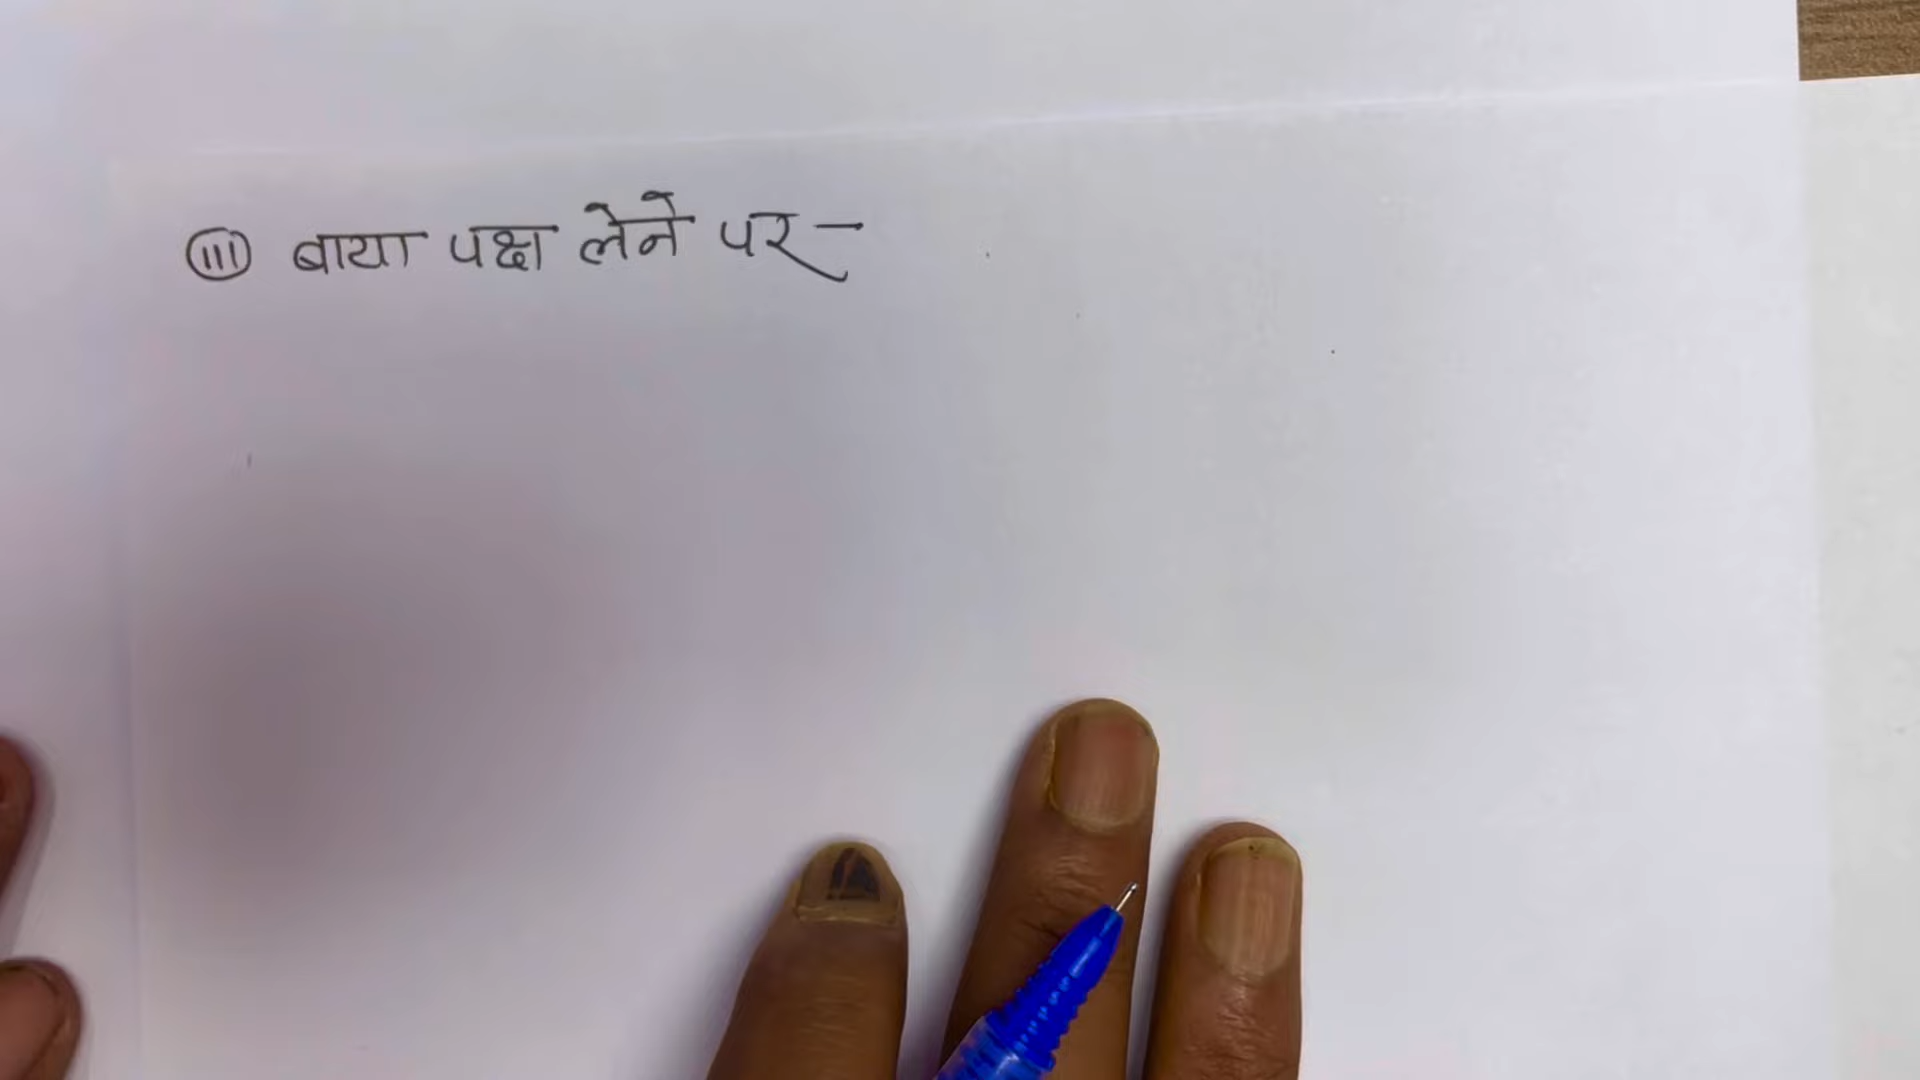 (iii) बाया पक्ष लेने पर–